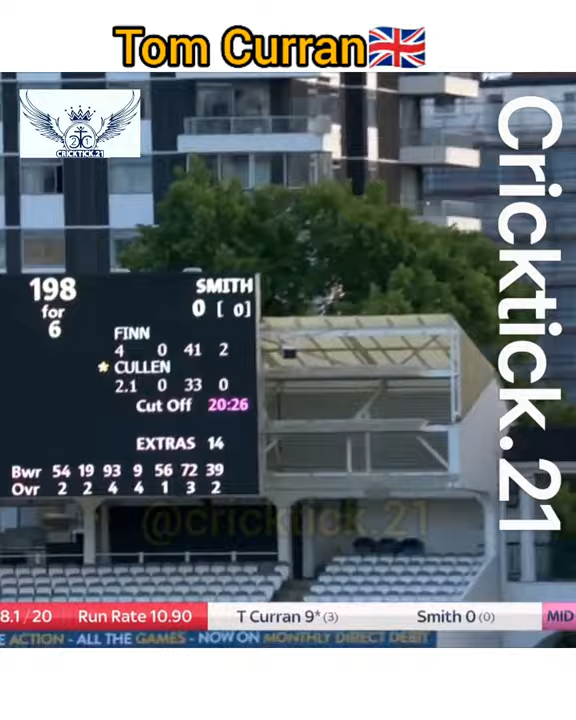 Tom Curran🇬🇧
CRICKTICK.21
Cricktick.21
198
for
6
SMITH
0 [ 0]
FINN
4 0 41 2
* CULLEN
2.1 0 33 0
Cut Off 20:26
EXTRAS 14
Bwr 54 19 93 9 56 72 39
Ovr 2 2 4 4 1 3 2
@cricktick.21
8.1/20 Run Rate 10.90 T Curran 9* (3) Smith 0 (0) MID
E ACTION - ALL THE GAMES - NOW ON MONTHLY DIRECT DEBIT